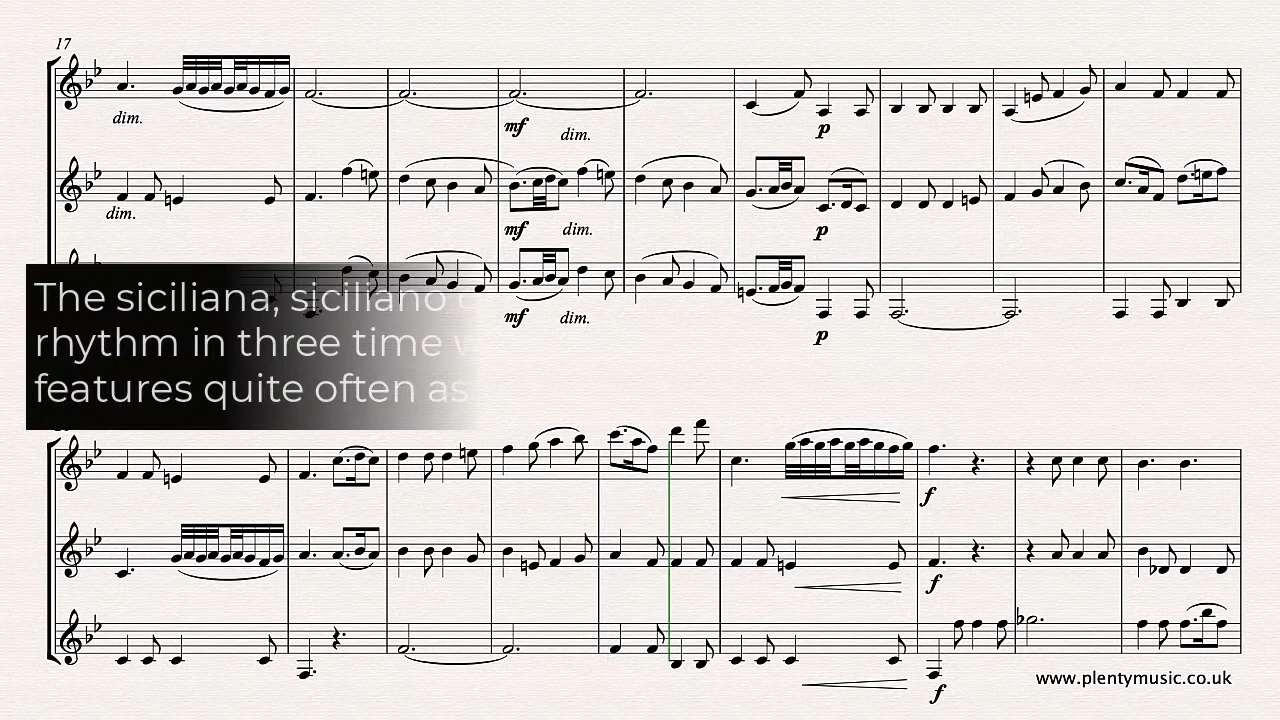 17
dim.
mf
dim.
p
dim.
mf
dim.
p
The siciliana, siciliano
rhythm in three time
features quite often as
mf
dim.
p
f
f
f
www.plentymusic.co.uk